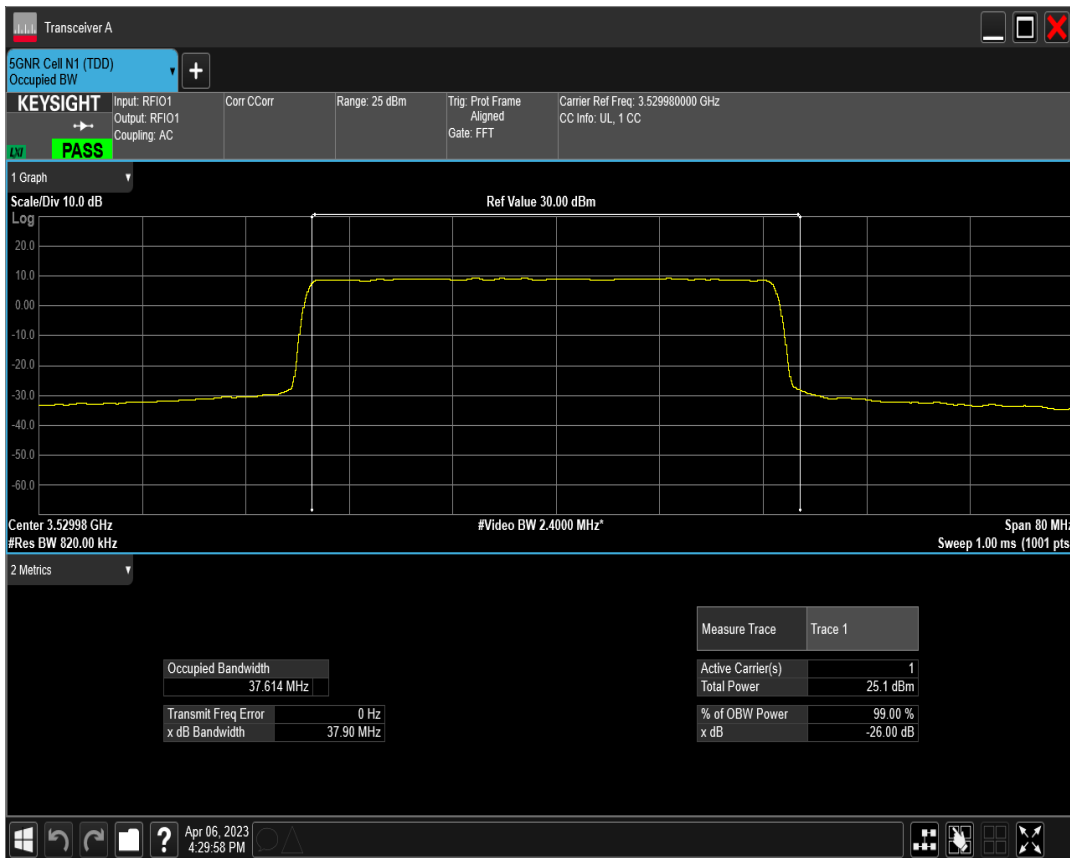 Transceiver A
5GNR Cell N1 (TDD)
Occupied BW
+
KEYSIGHT
LXI
PASS
Input: RFIO1
Output: RFIO1
Coupling: AC
Corr CCorr
Range: 25 dBm
Trig: Prot Frame
Aligned
Gate: FFT
Carrier Ref Freq: 3.529980000 GHz
CC Info: UL, 1 CC
1 Graph
Scale/Div 10.0 dB
Ref Value 30.00 dBm
Log
20.0
10.0
0.00
-10.0
-20.0
-30.0
-40.0
-50.0
-60.0
Center 3.52998 GHz
#Video BW 2.4000 MHz*
Span 80 MHz
#Res BW 820.00 kHz
Sweep 1.00 ms (1001 pts
2 Metrics
Measure Trace Trace 1
Occupied Bandwidth
37.614 MHz
Active Carrier(s) 1
Total Power 25.1 dBm
Transmit Freq Error 0 Hz
x dB Bandwidth 37.90 MHz
% of OBW Power 99.00 %
x dB -26.00 dB
?
Apr 06, 2023
4:29:58 PM